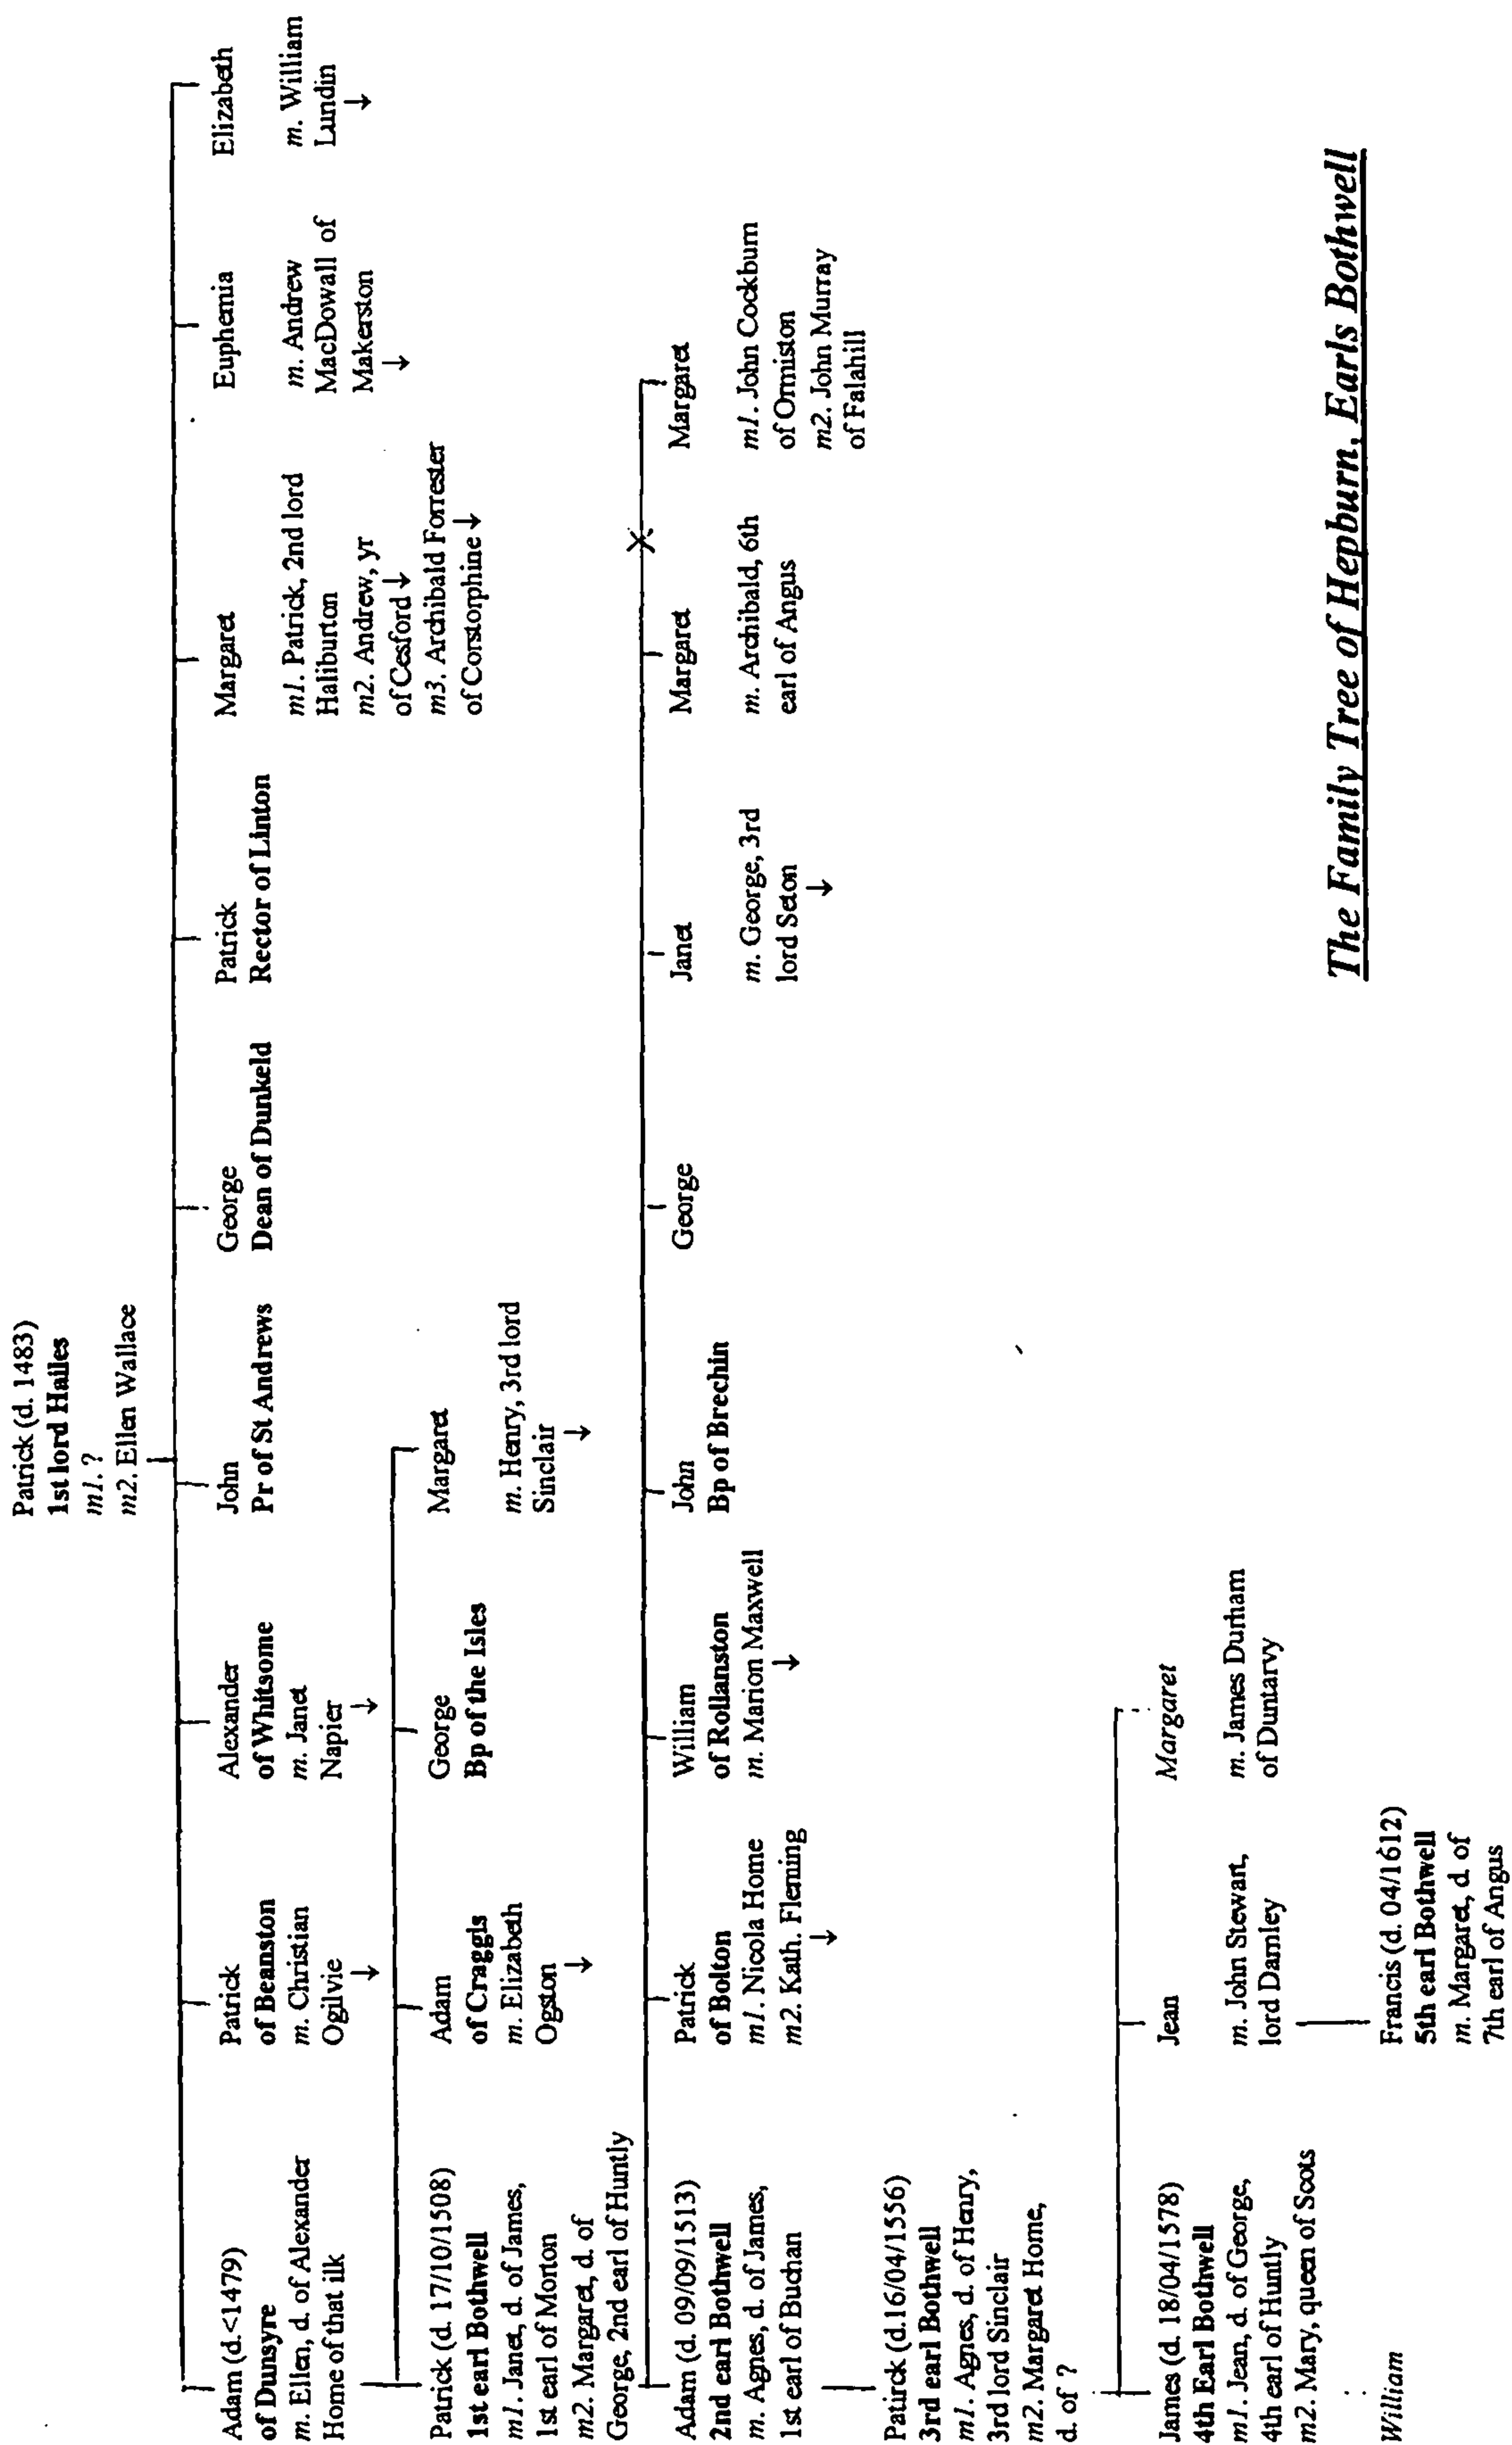 Patrick (d. 1483)
1st lord Hailes
m1. ?
m2. Ellen Wallace
Adam (d.<1479)
of Dunsyre
m. Ellen, d. of Alexander
Home of that ilk
Patrick
of Beanston
m. Christian
Ogilvie
↓
Alexander
of Whitsome
m. Janet
Napier
↓
John
Pr of St Andrews
George
Dean of Dunkeld
Patrick
Rector of Linton
Margaret
m1. Patrick, 2nd lord
Haliburton
m2. Andrew, yr
of Cesford ↓
m3. Archibald Forrester
of Corstorphine ↓
Euphemia
m. Andrew
MacDowall of
Makerston
↓
Elizabeth
m. William
Lundin
↓
Patrick (d. 17/10/1508)
1st earl Bothwell
m1. Janet, d. of James,
1st earl of Morton
m2. Margaret, d. of
George, 2nd earl of Huntly
Adam
of Craggis
m. Elizabeth
Ogston
↓
George
Bp of the Isles
Margaret
m. Henry, 3rd lord
Sinclair
↓
Adam (d. 09/09/1513)
2nd earl Bothwell
m. Agnes, d. of James,
1st earl of Buchan
Patrick
of Bolton
m1. Nicola Home
m2. Kath. Fleming
↓
William
of Rollanston
m. Marion Maxwell
↓
John
Bp of Brechin
George
Janet
m. George, 3rd
lord Seton
↓
Margaret
m. Archibald, 6th
earl of Angus
X
Margaret
m1. John Cockburn
of Ormiston
m2. John Murray
of Falahill
Patirck (d.16/04/1556)
3rd earl Bothwell
m1. Agnes, d. of Henry,
3rd lord Sinclair
m2. Margaret Home,
d. of ?
James (d. 18/04/1578)
4th Earl Bothwell
m1. Jean, d. of George,
4th earl of Huntly
m2. Mary, queen of Scots
Jean
m. John Stewart,
lord Darnley
Margaret
m. James Durham
of Duntarvy
William
Francis (d. 04/1612)
5th earl Bothwell
m. Margaret, d. of
7th earl of Angus
The Family Tree of Hepburn, Earls Bothwell